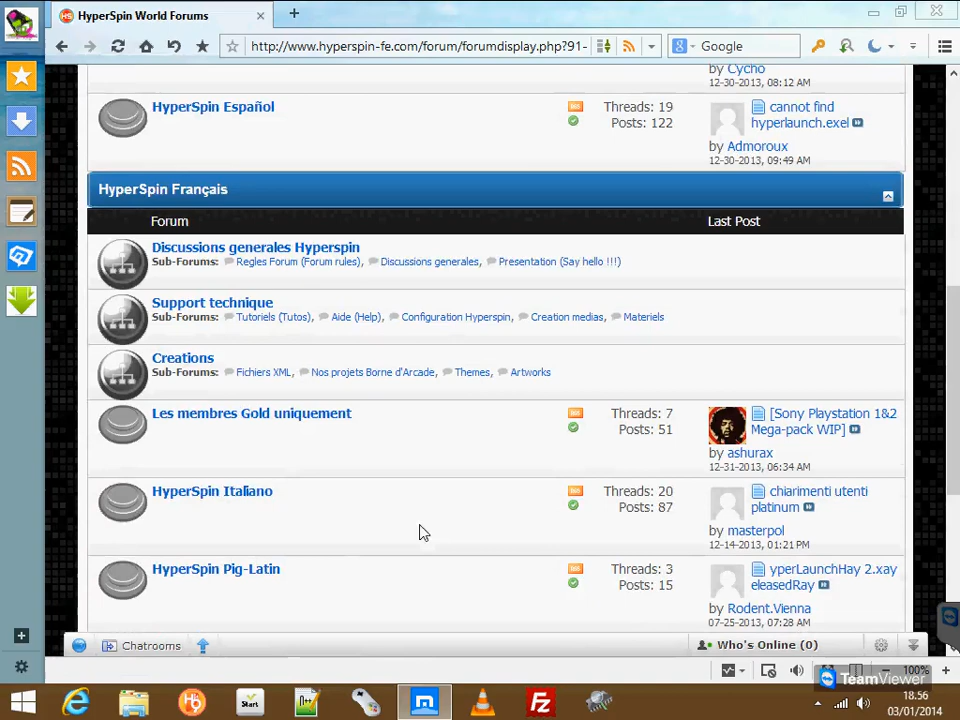 HyperSpin World Forums
http://www.hyperspin-fe.com/forum/forumdisplay.php?91-
Google
by Cycho
12-30-2013, 08:12 AM
HyperSpin Español
Threads: 19
Posts: 122
cannot find
hyperlaunch.exel
by Admoroux
12-30-2013, 09:49 AM
HyperSpin Français
Forum
Last Post
Discussions generales Hyperspin
Sub-Forums: Regles Forum (Forum rules), Discussions generales, Presentation (Say hello !!!)
Support technique
Sub-Forums: Tutoriels (Tutos), Aide (Help), Configuration Hyperspin, Creation medias, Materiels
Creations
Sub-Forums: Fichiers XML, Nos projets Borne d'Arcade, Themes, Artworks
Les membres Gold uniquement
Threads: 7
Posts: 51
[Sony Playstation 1&2
Mega-pack WIP]
by ashurax
12-31-2013, 06:34 AM
HyperSpin Italiano
Threads: 20
Posts: 87
chiarimenti utenti
platinum
by masterpol
12-14-2013, 01:21 PM
HyperSpin Pig-Latin
Threads: 3
Posts: 15
yperLaunchHay 2.xay
eleasedRay
by Rodent.Vienna
07-25-2013, 07:28 AM
Chatrooms
Who's Online (0)
100%
TeamViewer
Start
18.56
03/01/2014